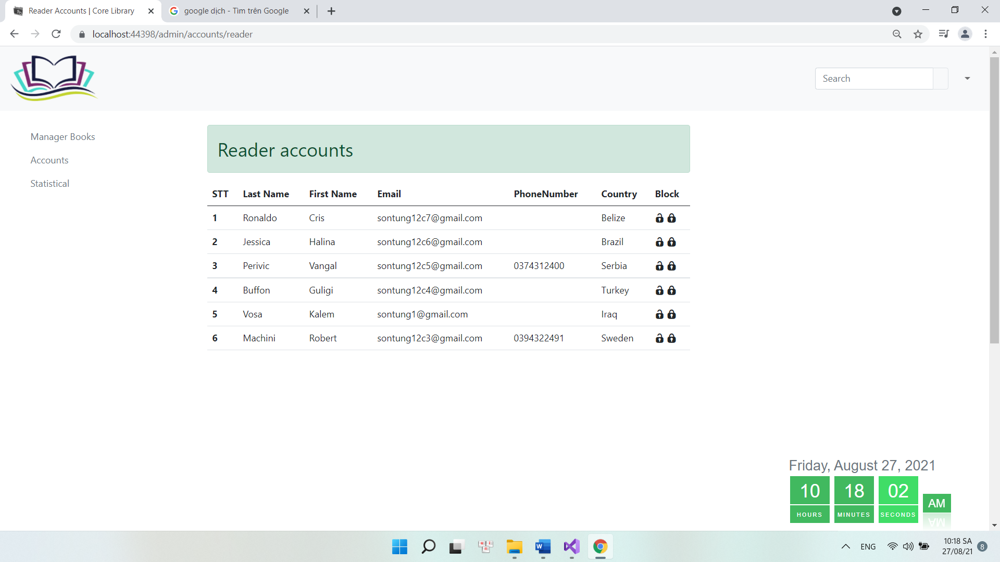 Reader Accounts | Core Library
google dịch - Tìm trên Google
localhost:44398/admin/accounts/reader
Search
Manager Books
Accounts
Statistical
Reader accounts
STT Last Name First Name Email PhoneNumber Country Block
1 Ronaldo Cris sontung12c7@gmail.com Belize
2 Jessica Halina sontung12c6@gmail.com Brazil
3 Perivic Vangal sontung12c5@gmail.com 0374312400 Serbia
4 Buffon Guligi sontung12c4@gmail.com Turkey
5 Vosa Kalem sontung1@gmail.com Iraq
6 Machini Robert sontung12c3@gmail.com 0394322491 Sweden
Friday, August 27, 2021
10 18 02
AM
HOURS MINUTES SECONDS
ENG
10:18 SA
27/08/21
8